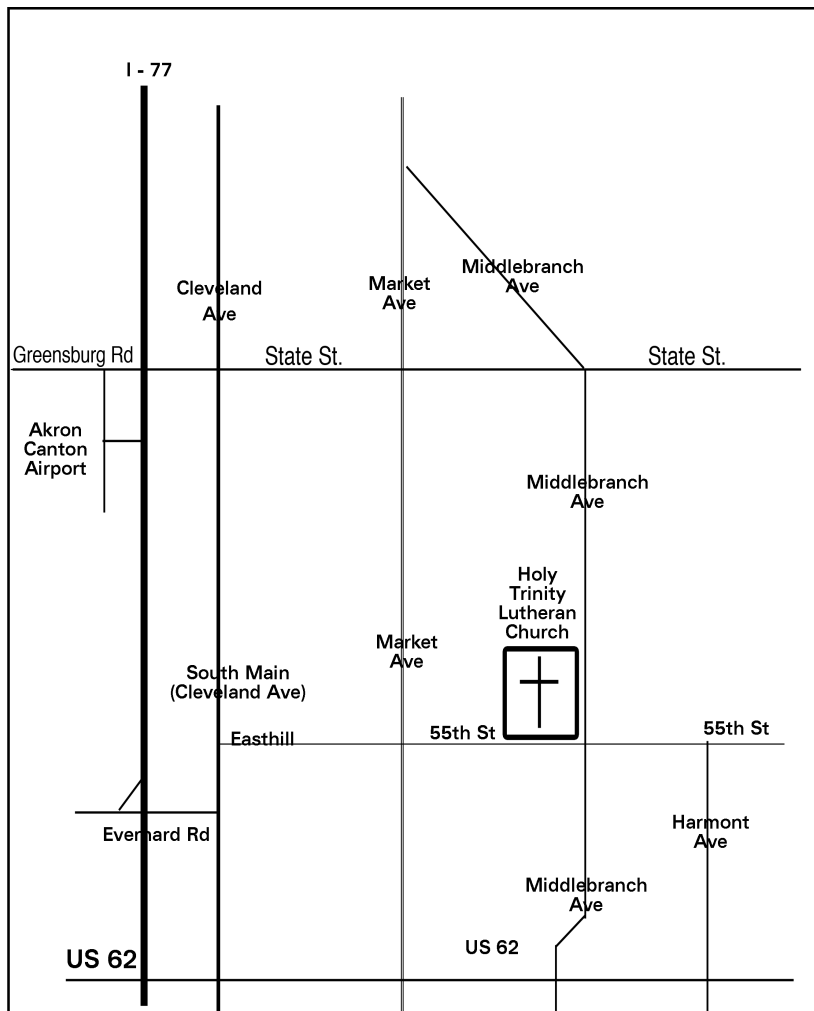 I - 77
Middlebranch
Ave
Cleveland
Ave
Market
Ave
Greensburg Rd
State St.
State St.
Akron
Canton
Airport
Middlebranch
Ave
Holy
Trinity
Lutheran
Church
Market
Ave
South Main
(Cleveland Ave)
Easthill
55th St
55th St
Everhard Rd
Harmont
Ave
Middlebranch
Ave
US 62
US 62